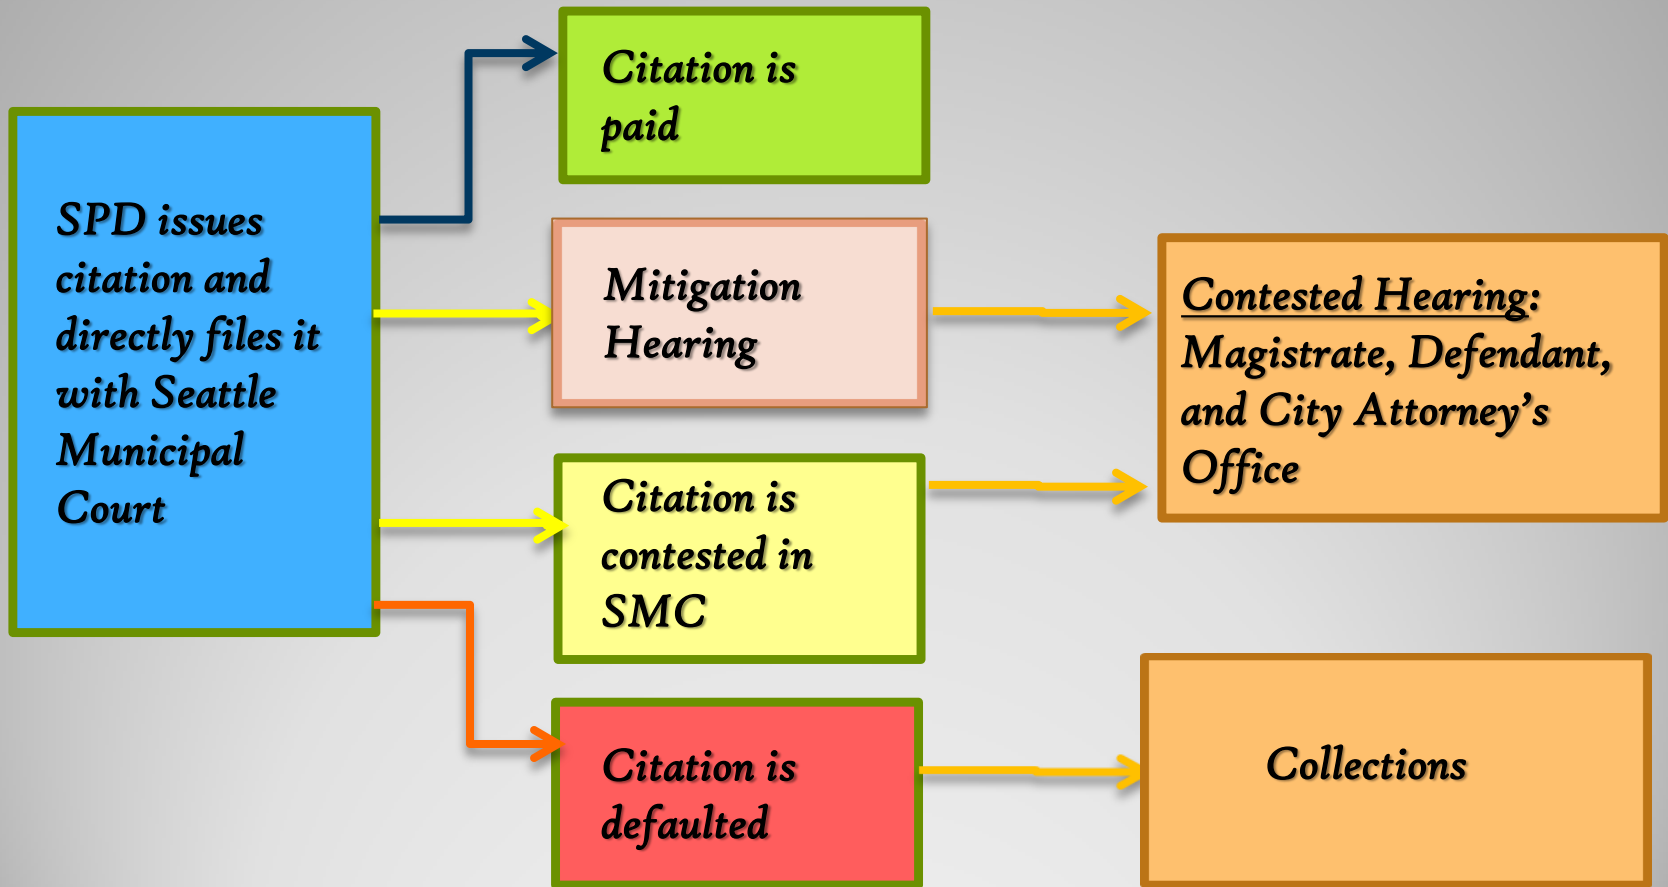 SPD issues
citation and
directly files it
with Seattle
Municipal
Court
Citation is
paid
Mitigation
Hearing
Citation is
contested in
SMC
Citation is
defaulted
Contested Hearing:
Magistrate, Defendant,
and City Attorney’s
Office
Collections